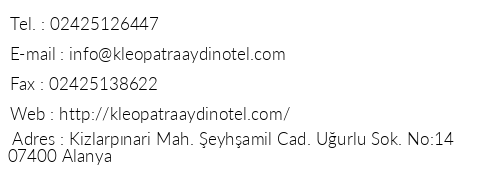 Tel. : 02425126447
E-mail : info@kleopatraaydinotel.com
Fax : 02425138622
Web : http://kleopatraaydinotel.com/
Adres : Kizlarpınari Mah. Şeyhşamil Cad. Uğurlu Sok. No:14
07400 Alanya